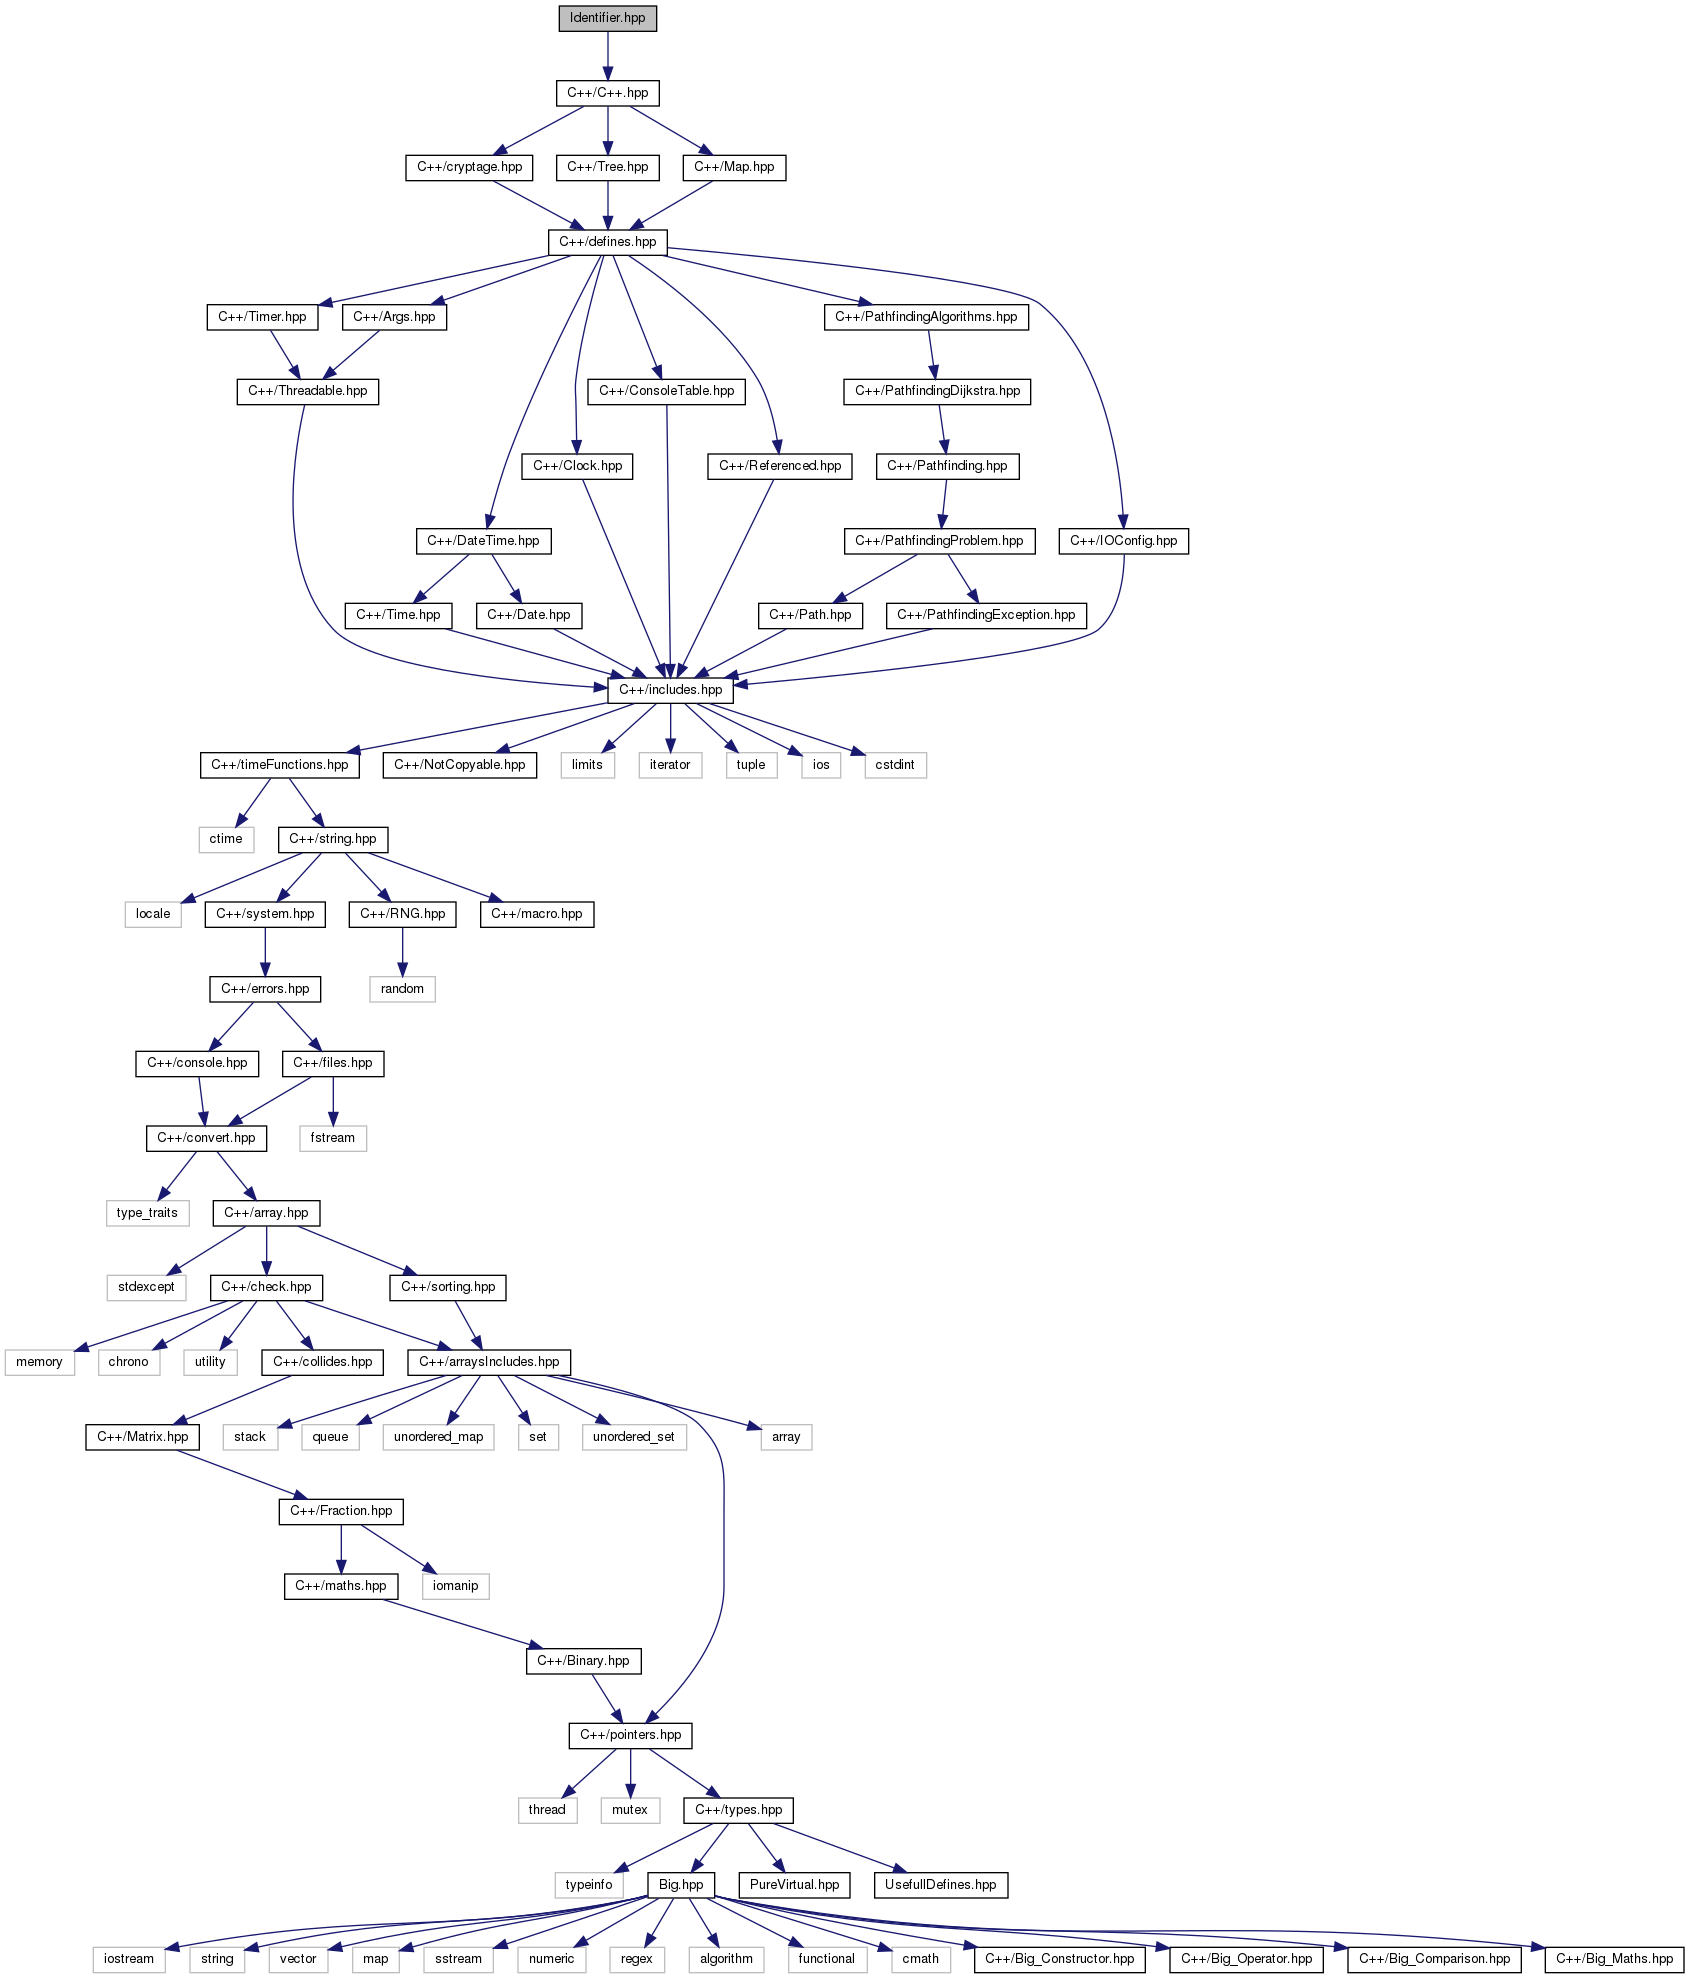 Identifier.hpp
C++/C++.hpp
C++/cryptage.hpp
C++/Tree.hpp
C++/Map.hpp
C++/defines.hpp
C++/Timer.hpp
C++/Args.hpp
C++/PathfindingAlgorithms.hpp
C++/Threadable.hpp
C++/ConsoleTable.hpp
C++/PathfindingDijkstra.hpp
C++/Clock.hpp
C++/Referenced.hpp
C++/Pathfinding.hpp
C++/DateTime.hpp
C++/PathfindingProblem.hpp
C++/IOConfig.hpp
C++/Time.hpp
C++/Date.hpp
C++/Path.hpp
C++/PathfindingException.hpp
C++/includes.hpp
C++/timeFunctions.hpp
C++/NotCopyable.hpp
limits
iterator
tuple
ios
cstdint
ctime
C++/string.hpp
locale
C++/system.hpp
C++/RNG.hpp
C++/macro.hpp
C++/errors.hpp
random
C++/console.hpp
C++/files.hpp
C++/convert.hpp
fstream
type_traits
C++/array.hpp
stdexcept
C++/check.hpp
C++/sorting.hpp
memory
chrono
utility
C++/collides.hpp
C++/arraysIncludes.hpp
C++/Matrix.hpp
stack
queue
unordered_map
set
unordered_set
array
C++/Fraction.hpp
C++/maths.hpp
iomanip
C++/Binary.hpp
C++/pointers.hpp
thread
mutex
C++/types.hpp
typeinfo
Big.hpp
PureVirtual.hpp
UsefullDefines.hpp
iostream
string
vector
map
sstream
numeric
regex
algorithm
functional
cmath
C++/Big_Constructor.hpp
C++/Big_Operator.hpp
C++/Big_Comparison.hpp
C++/Big_Maths.hpp